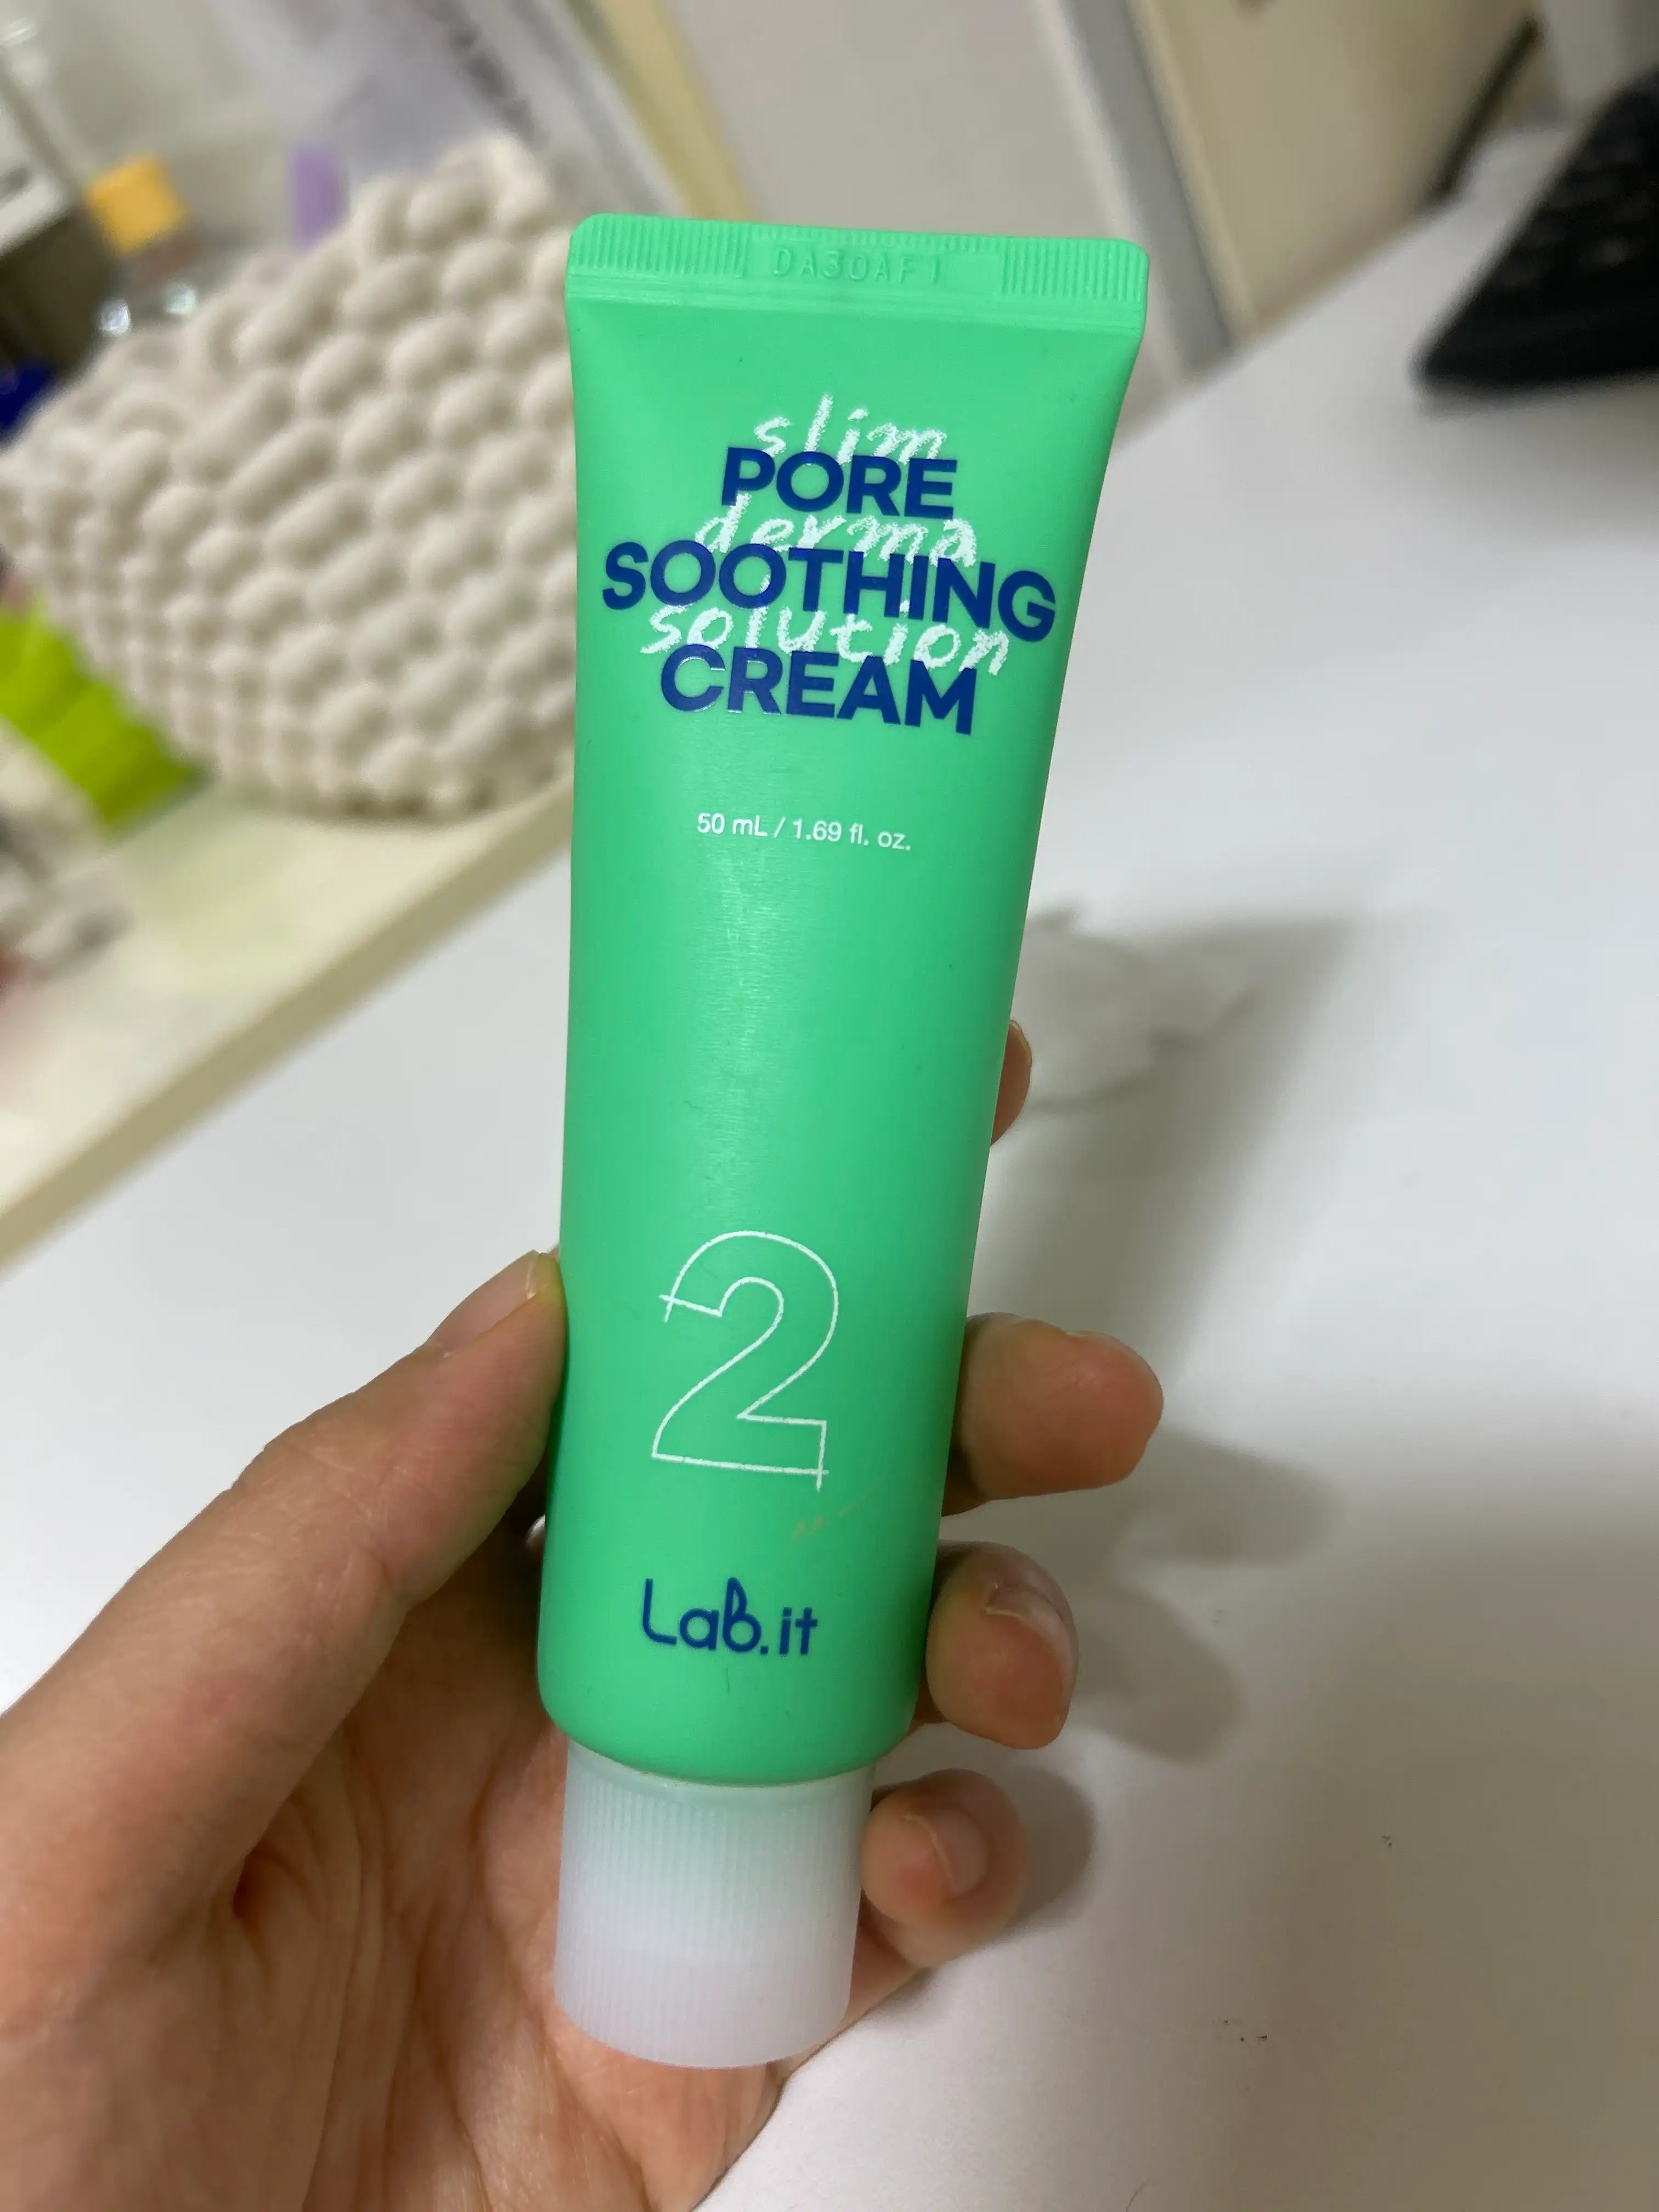 DA30AF1
slim
PORE
derma
SOOTHING
solution
CREAM
50 mL / 1.69 fl. oz.
2
Lab.it